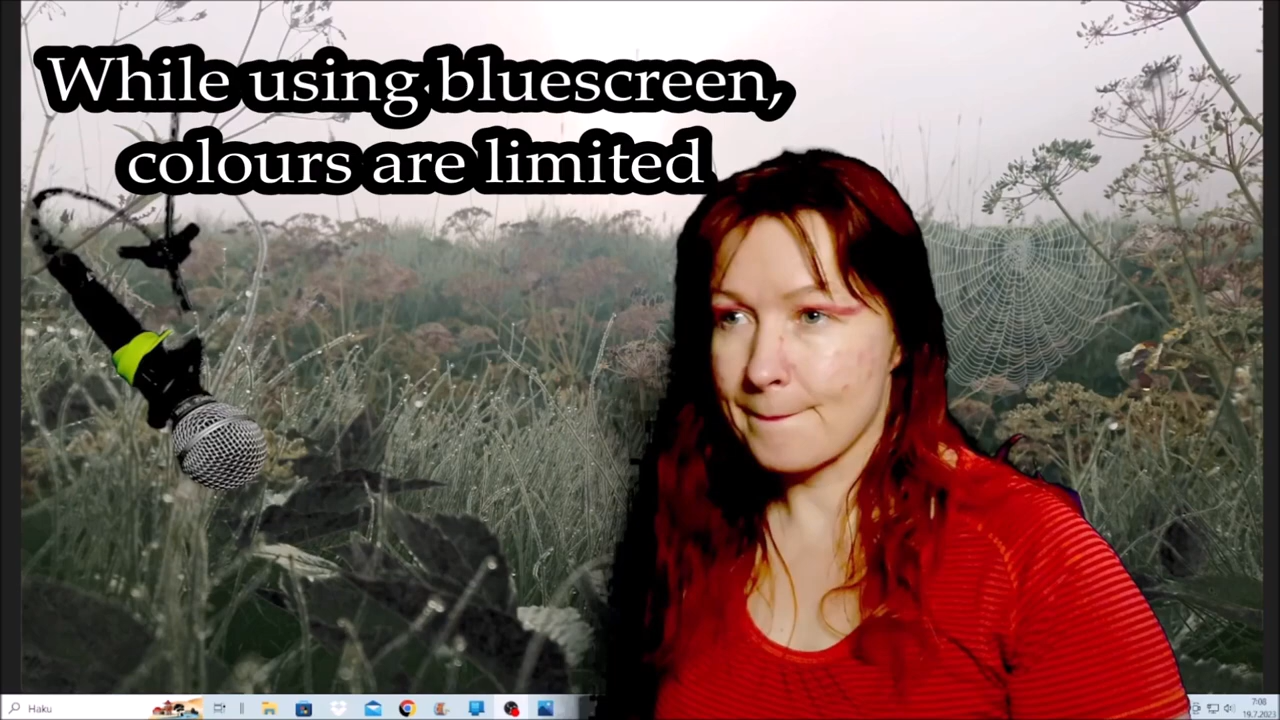 While using bluescreen,
colours are limited
Haku
7:08
19.7.2023